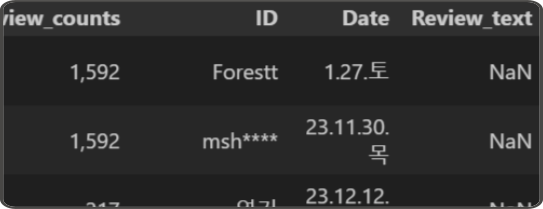 view_counts ID Date Review_text
1,592 Forestt 1.27.토 NaN
1,592 msh**** 23.11.30.
목 NaN
23.12.12.